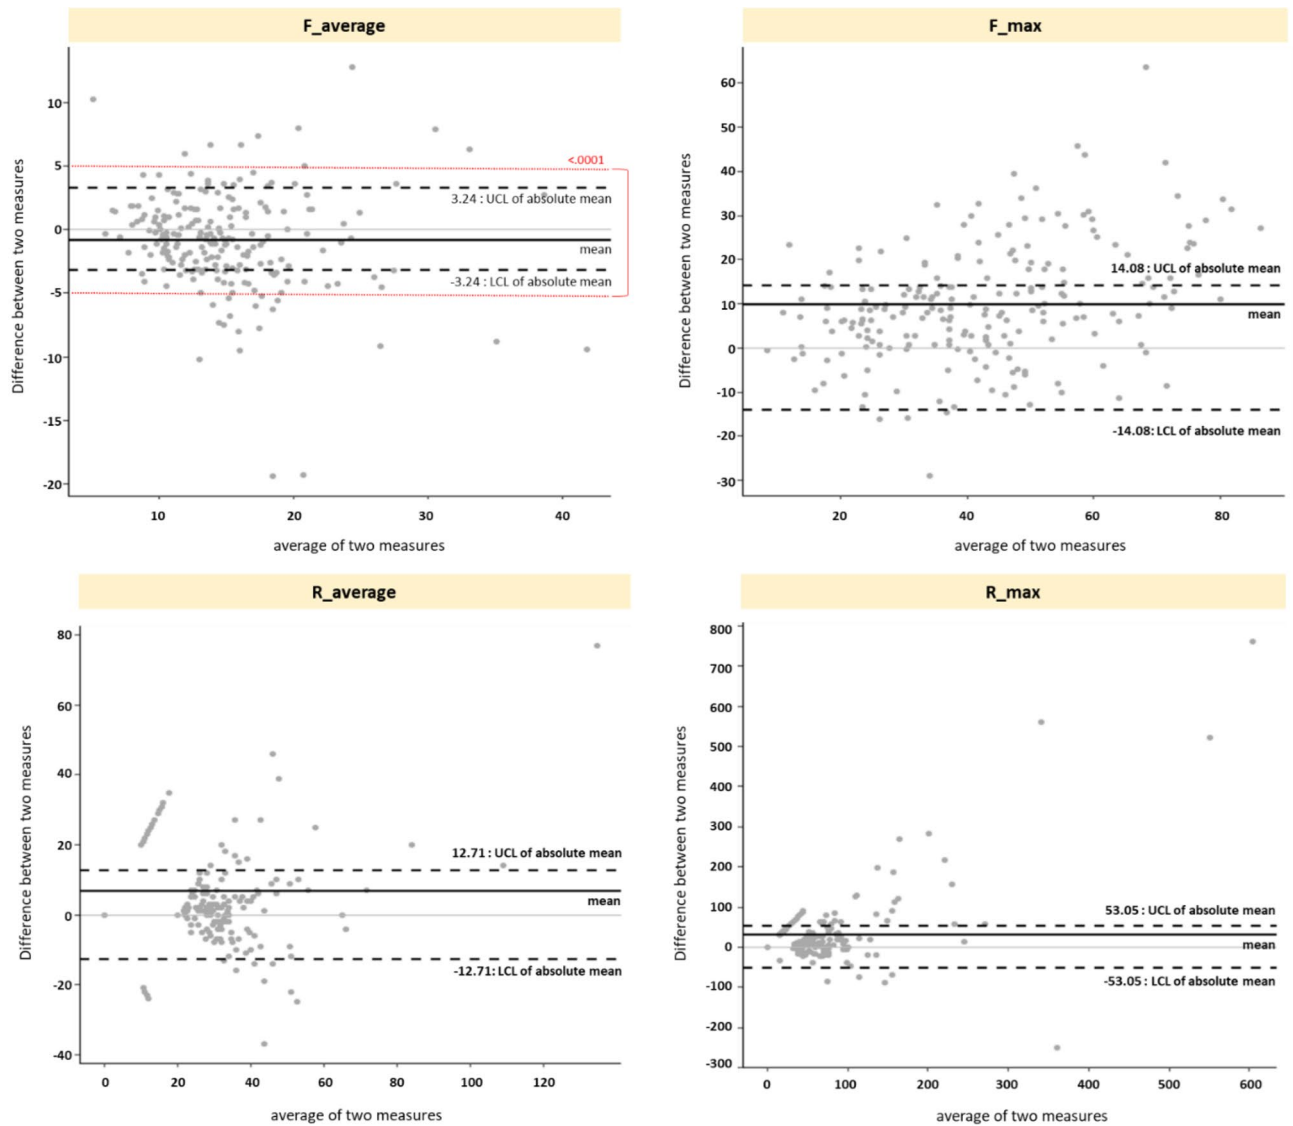 F_average
Difference between two measures
10
5
0
-5
-10
-15
-20
<.0001
3.24 : UCL of absolute mean
mean
-3.24 : LCL of absolute mean
10 20 30 40
average of two measures
F_max
Difference between two measures
60
50
40
30
20
10
0
-10
-20
-30
14.08 : UCL of absolute mean
mean
-14.08: LCL of absolute mean
20 40 60 80
average of two measures
R_average
Difference between two measures
80
60
40
20
0
-20
-40
12.71 : UCL of absolute mean
mean
-12.71: LCL of absolute mean
0 20 40 60 80 100 120
average of two measures
R_max
Difference between two measures
800
700
600
500
400
300
200
100
0
-100
-200
-300
53.05 : UCL of absolute mean
mean
-53.05 : LCL of absolute mean
0 100 200 300 400 500 600
average of two measures